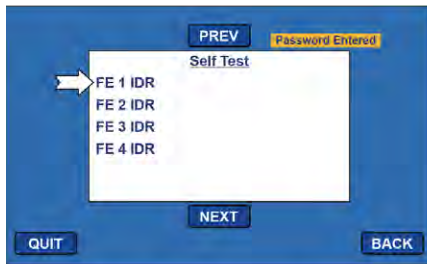 PREV
Password Entered
Self Test
FE 1 IDR
FE 2 IDR
FE 3 IDR
FE 4 IDR
NEXT
QUIT
BACK